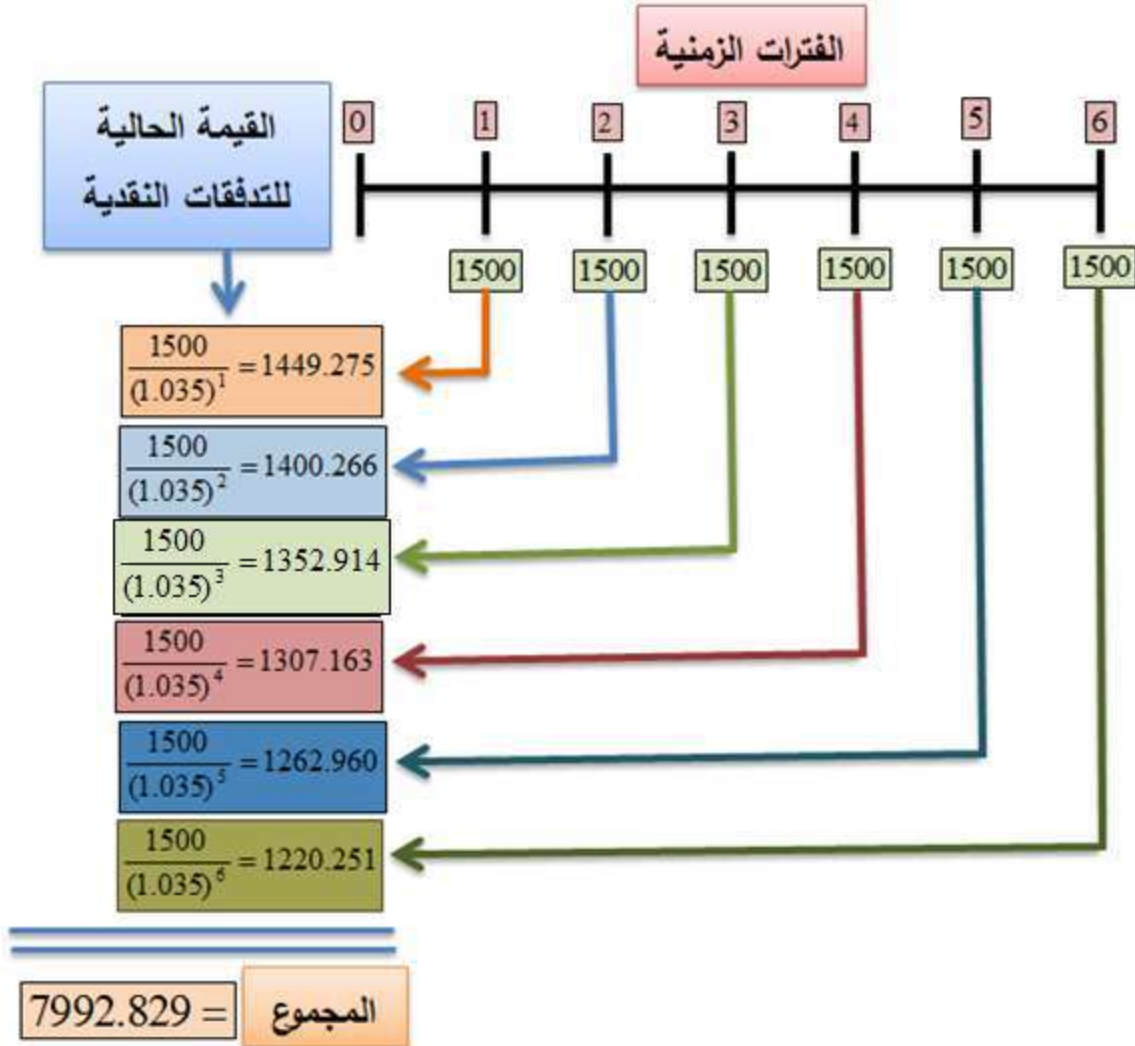 الفترات الزمنية
القيمة الحالية
للتدفقات النقدية
0 1 2 3 4 5 6
1500 1500 1500 1500 1500 1500
1500/(1.035)^1 = 1449.275
1500/(1.035)^2 = 1400.266
1500/(1.035)^3 = 1352.914
1500/(1.035)^4 = 1307.163
1500/(1.035)^5 = 1262.960
1500/(1.035)^6 = 1220.251
7992.829 = المجموع